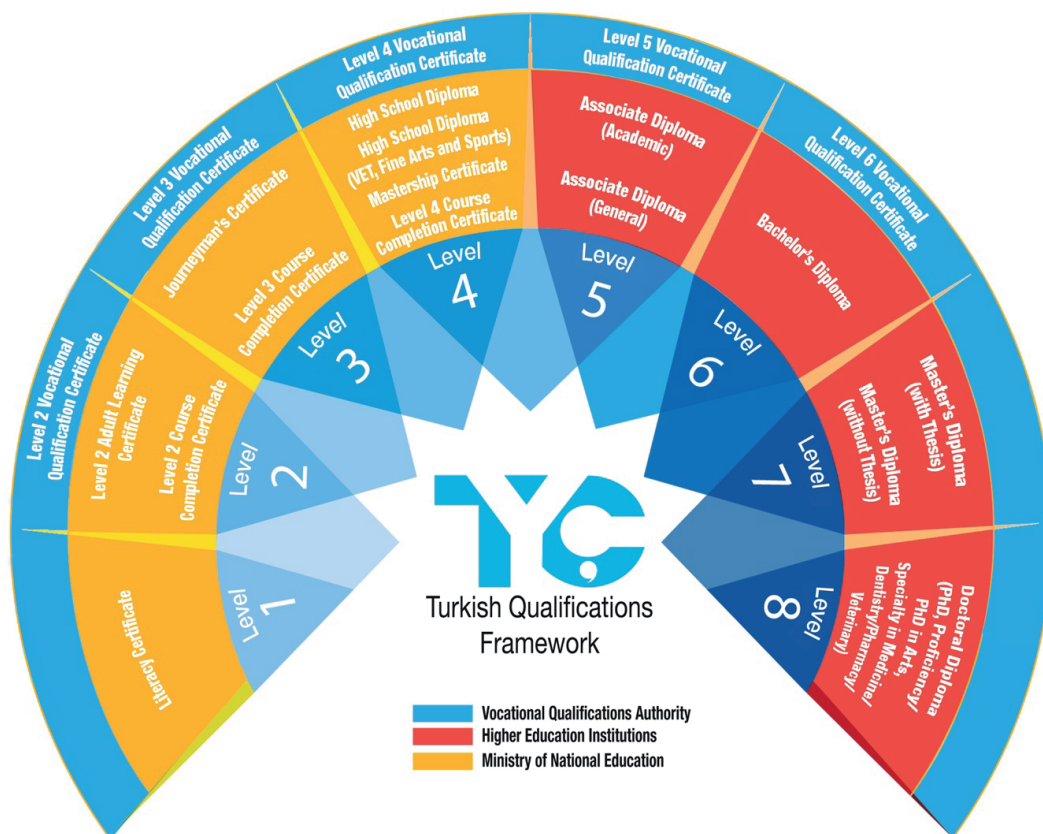 Level 2 Vocational
Qualification Certificate
Level 3 Vocational
Qualification Certificate
Level 4 Vocational
Qualification Certificate
Level 5 Vocational
Qualification Certificate
Level 6 Vocational
Qualification Certificate
Literacy Certificate
Level 2 Adult Learning
Certificate
Level 2 Course
Completion Certificate
Journeyman's Certificate
Level 3 Course
Completion Certificate
High School Diploma
High School Diploma
(VET, Fine Arts and Sports)
Mastership Certificate
Level 4 Course
Completion Certificate
Associate Diploma
(Academic)
Associate Diploma
(General)
Bachelor's Diploma
Master's Diploma
(with Thesis)
Master's Diploma
(without Thesis)
Doctoral Diploma
(PhD, Proficiency/
PhD in Arts,
Specialty in Medicine/
Dentistry/Pharmacy/
Veterinary)
Level
1
Level
2
Level
3
Level
4
Level
5
Level
6
Level
7
Level
8
TYÇ
Turkish Qualifications
Framework
Vocational Qualifications Authority
Higher Education Institutions
Ministry of National Education